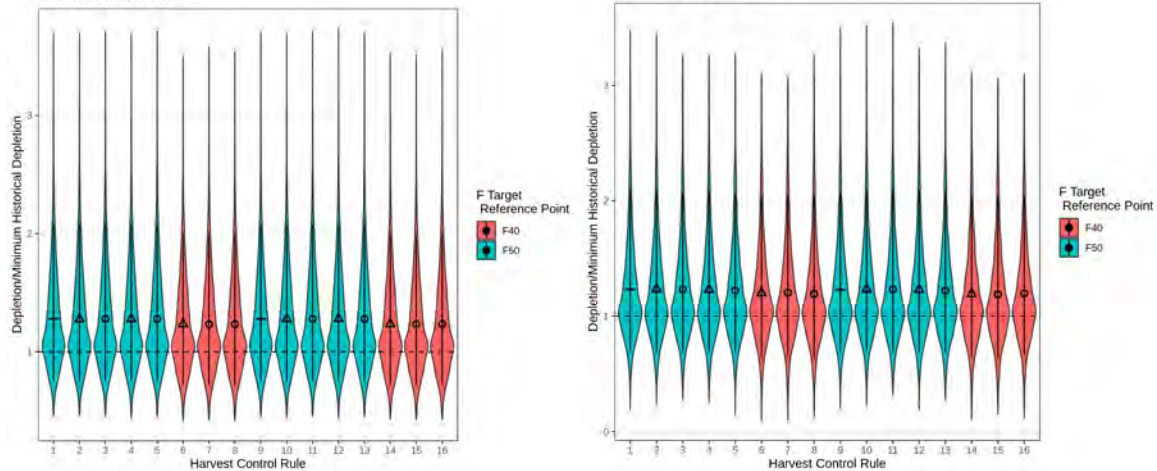 Depletion/Minimum Historical Depletion
3
2
1
1 2 3 4 5 6 7 8 9 10 11 12 13 14 15 16
Harvest Control Rule
F Target
Reference Point
F40
F50
Depletion/Minimum Historical Depletion
3
2
1
0
1 2 3 4 5 6 7 8 9 10 11 12 13 14 15 16
Harvest Control Rule
F Target
Reference Point
F40
F50